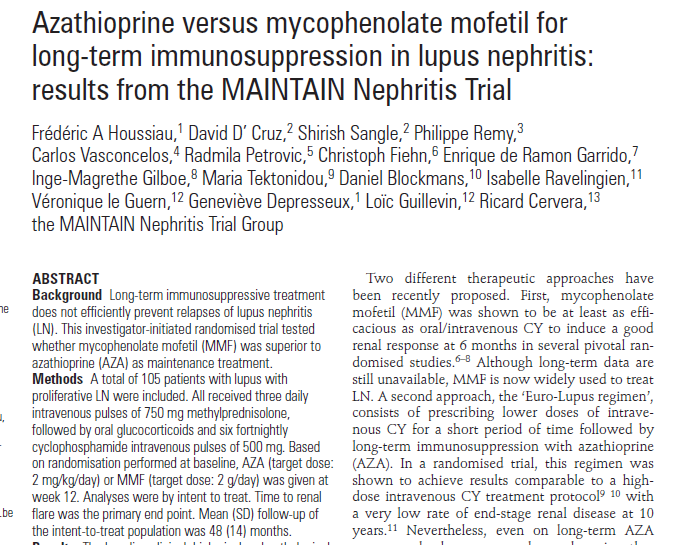 Azathioprine versus mycophenolate mofetil for
long-term immunosuppression in lupus nephritis:
results from the MAINTAIN Nephritis Trial
Frédéric A Houssiau,1 David D’ Cruz,2 Shirish Sangle,2 Philippe Remy,3
Carlos Vasconcelos,4 Radmila Petrovic,5 Christoph Fiehn,6 Enrique de Ramon Garrido,7
Inge-Magrethe Gilboe,8 Maria Tektonidou,9 Daniel Blockmans,10 Isabelle Ravelingien,11
Véronique le Guern,12 Geneviève Depresseux,1 Loïc Guillevin,12 Ricard Cervera,13
the MAINTAIN Nephritis Trial Group
ABSTRACT
Background Long-term immunosuppressive treatment
does not efficiently prevent relapses of lupus nephritis
(LN). This investigator-initiated randomised trial tested
whether mycophenolate mofetil (MMF) was superior to
azathioprine (AZA) as maintenance treatment.
Methods A total of 105 patients with lupus with
proliferative LN were included. All received three daily
intravenous pulses of 750 mg methylprednisolone,
followed by oral glucocorticoids and six fortnightly
cyclophosphamide intravenous pulses of 500 mg. Based
on randomisation performed at baseline, AZA (target dose:
2 mg/kg/day) or MMF (target dose: 2 g/day) was given at
week 12. Analyses were by intent to treat. Time to renal
flare was the primary end point. Mean (SD) follow-up of
the intent-to-treat population was 48 (14) months.
Two different therapeutic approaches have
been recently proposed. First, mycophenolate
mofetil (MMF) was shown to be at least as effi-
cacious as oral/intravenous CY to induce a good
renal response at 6 months in several pivotal ran-
domised studies.6–8 Although long-term data are
still unavailable, MMF is now widely used to treat
LN. A second approach, the ‘Euro-Lupus regimen’,
consists of prescribing lower doses of intrave-
nous CY for a short period of time followed by
long-term immunosuppression with azathioprine
(AZA). In a randomised trial, this regimen was
shown to achieve results comparable to a high-
dose intravenous CY treatment protocol9 10 with
a very low rate of end-stage renal disease at 10
years.11 Nevertheless, even on long-term AZA